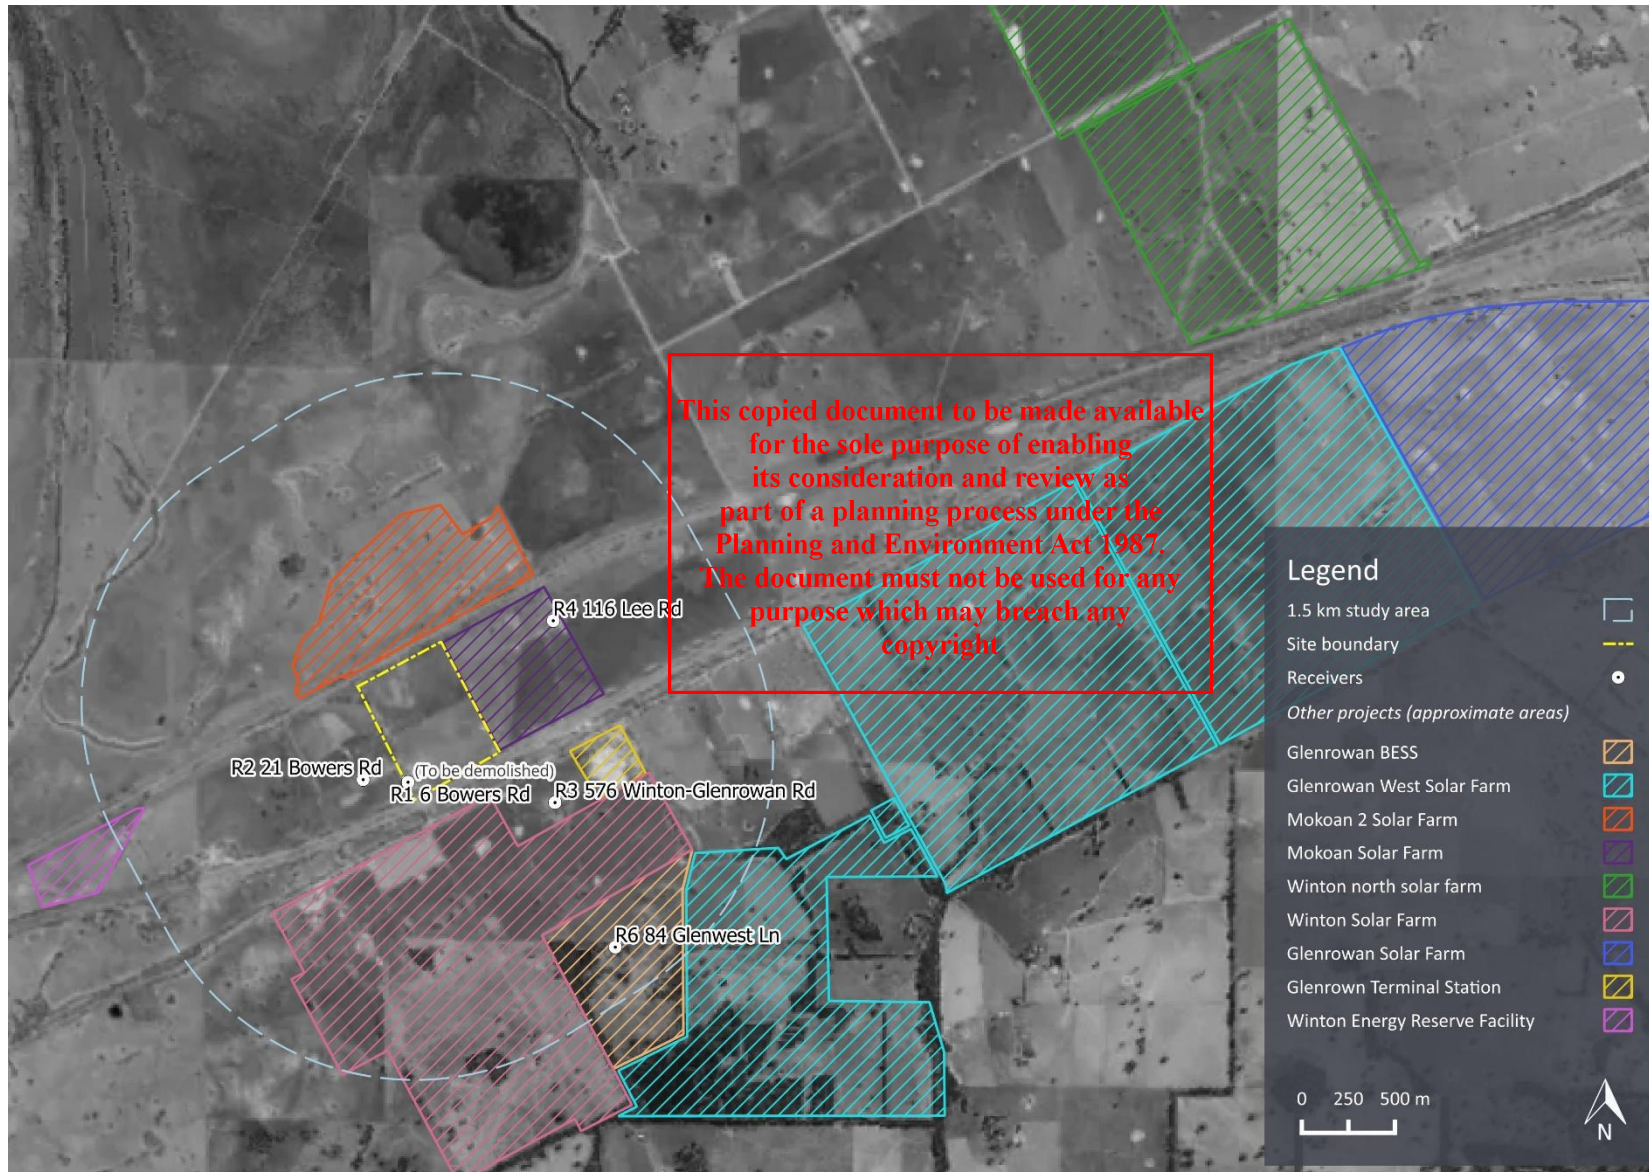 This copied document to be made available
for the sole purpose of enabling
its consideration and review as
part of a planning process under the
Planning and Environment Act 1987.
The document must not be used for any
purpose which may breach any
copyright
R4 116 Lee Rd
R2 21 Bowers Rd
(To be demolished)
R1 6 Bowers Rd
R3 576 Winton-Glenrowan Rd
R6 84 Glenwest Ln
Legend
1.5 km study area
Site boundary
Receivers
Other projects (approximate areas)
Glenrowan BESS
Glenrowan West Solar Farm
Mokoan 2 Solar Farm
Mokoan Solar Farm
Winton north solar farm
Winton Solar Farm
Glenrowan Solar Farm
Glenrown Terminal Station
Winton Energy Reserve Facility
0 250 500 m
N